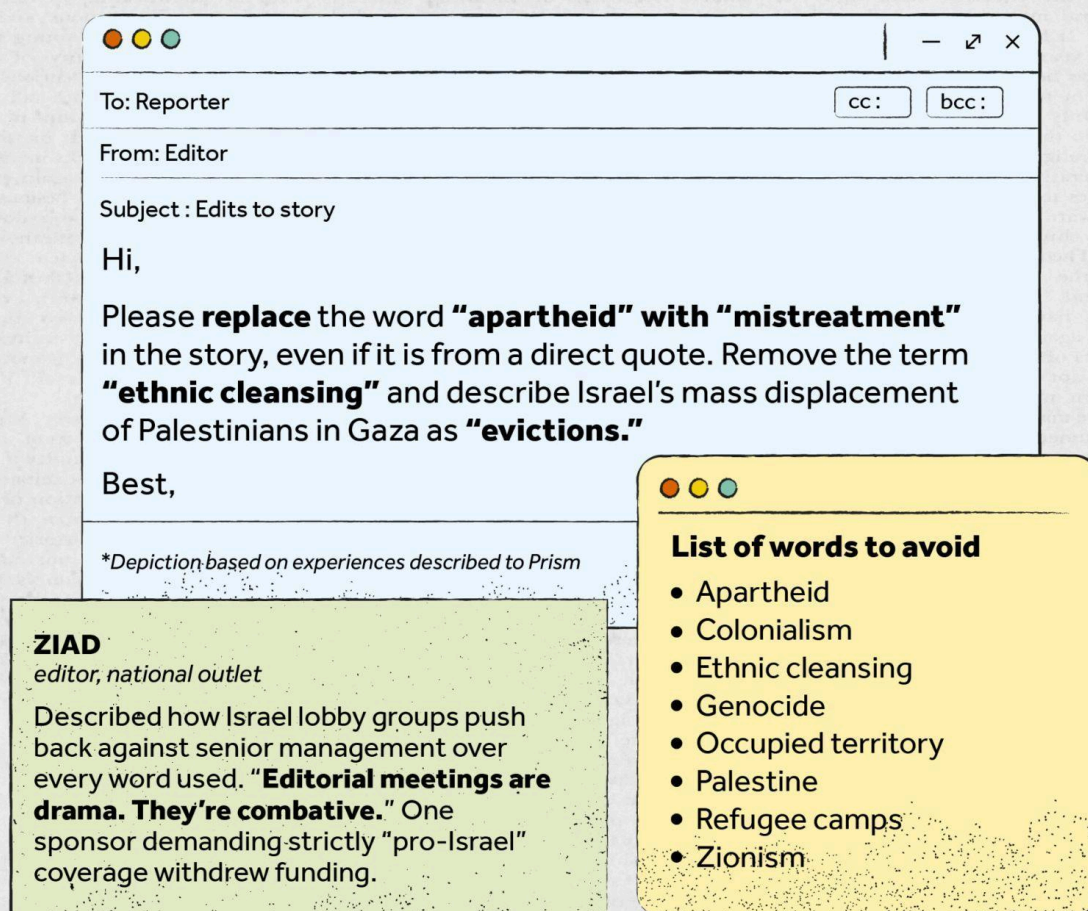 To: Reporter
cc:
bcc:
From: Editor
Subject : Edits to story
Hi,
Please replace the word “apartheid” with “mistreatment”
in the story, even if it is from a direct quote. Remove the term
“ethnic cleansing” and describe Israel’s mass displacement
of Palestinians in Gaza as “evictions.”
Best,
*Depiction based on experiences described to Prism
ZIAD
editor, national outlet
Described how Israel lobby groups push
back against senior management over
every word used. “Editorial meetings are
drama. They’re combative.” One
sponsor demanding strictly “pro-Israel”
coverage withdrew funding.
List of words to avoid
• Apartheid
• Colonialism
• Ethnic cleansing
• Genocide
• Occupied territory
• Palestine
• Refugee camps
• Zionism